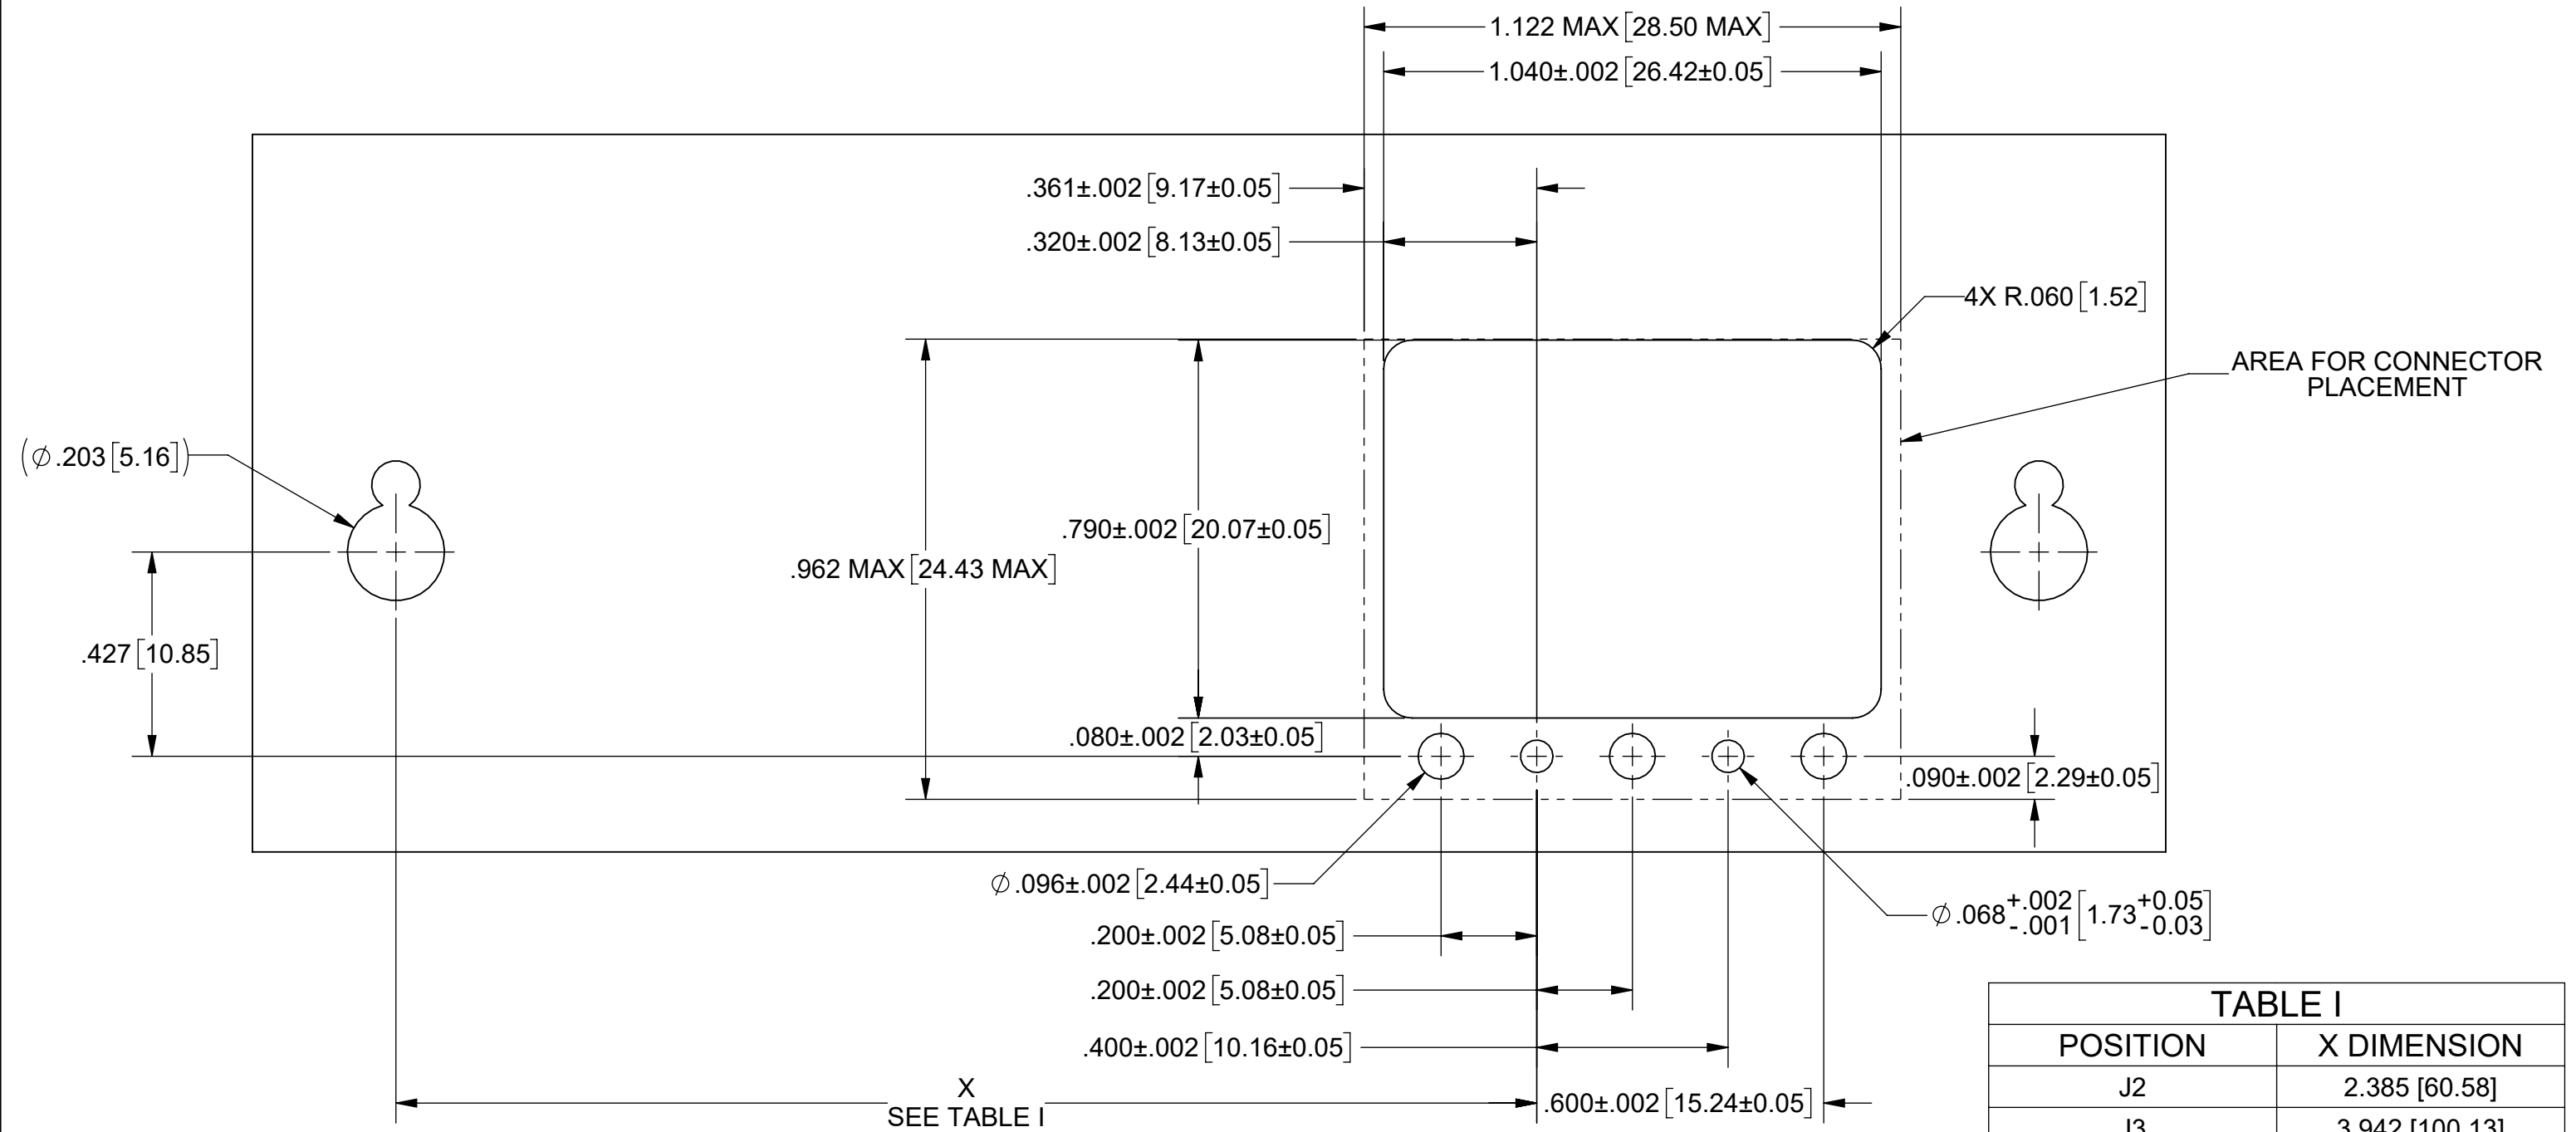 1.122 MAX [28.50 MAX]
1.040±.002 [26.42±0.05]
.361±.002 [9.17±0.05]
.320±.002 [8.13±0.05]
4X R.060 [1.52]
AREA FOR CONNECTOR
PLACEMENT
(⌀.203 [5.16])
.790±.002 [20.07±0.05]
.962 MAX [24.43 MAX]
.427 [10.85]
.080±.002 [2.03±0.05]
.090±.002 [2.29±0.05]
⌀.096±.002 [2.44±0.05]
⌀.068 +.002 -.001 [1.73 +0.05 -0.03]
.200±.002 [5.08±0.05]
.200±.002 [5.08±0.05]
.400±.002 [10.16±0.05]
X
SEE TABLE I
.600±.002 [15.24±0.05]
TABLE I
POSITION X DIMENSION
J2 2.385 [60.58]
J3 3.942 [100.13]